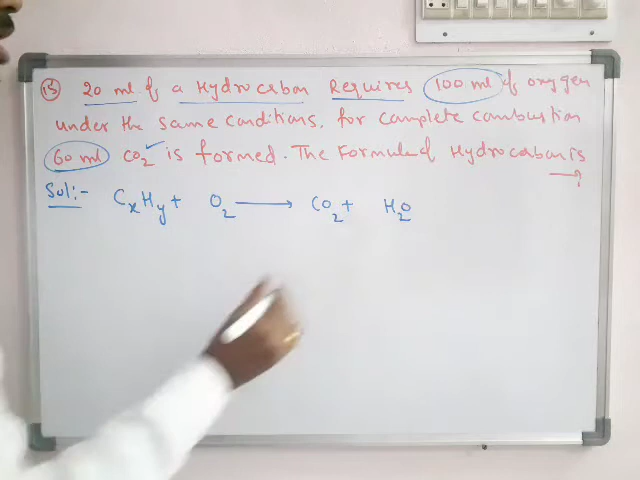 15 20 ml of a Hydrocarbon Requires 100 ml of oxygen
under the same conditions. for complete combustion
60 ml CO2 is formed. The Formula of Hydrocarbon is
Sol:- CxHy + O2 → CO2 + H2O